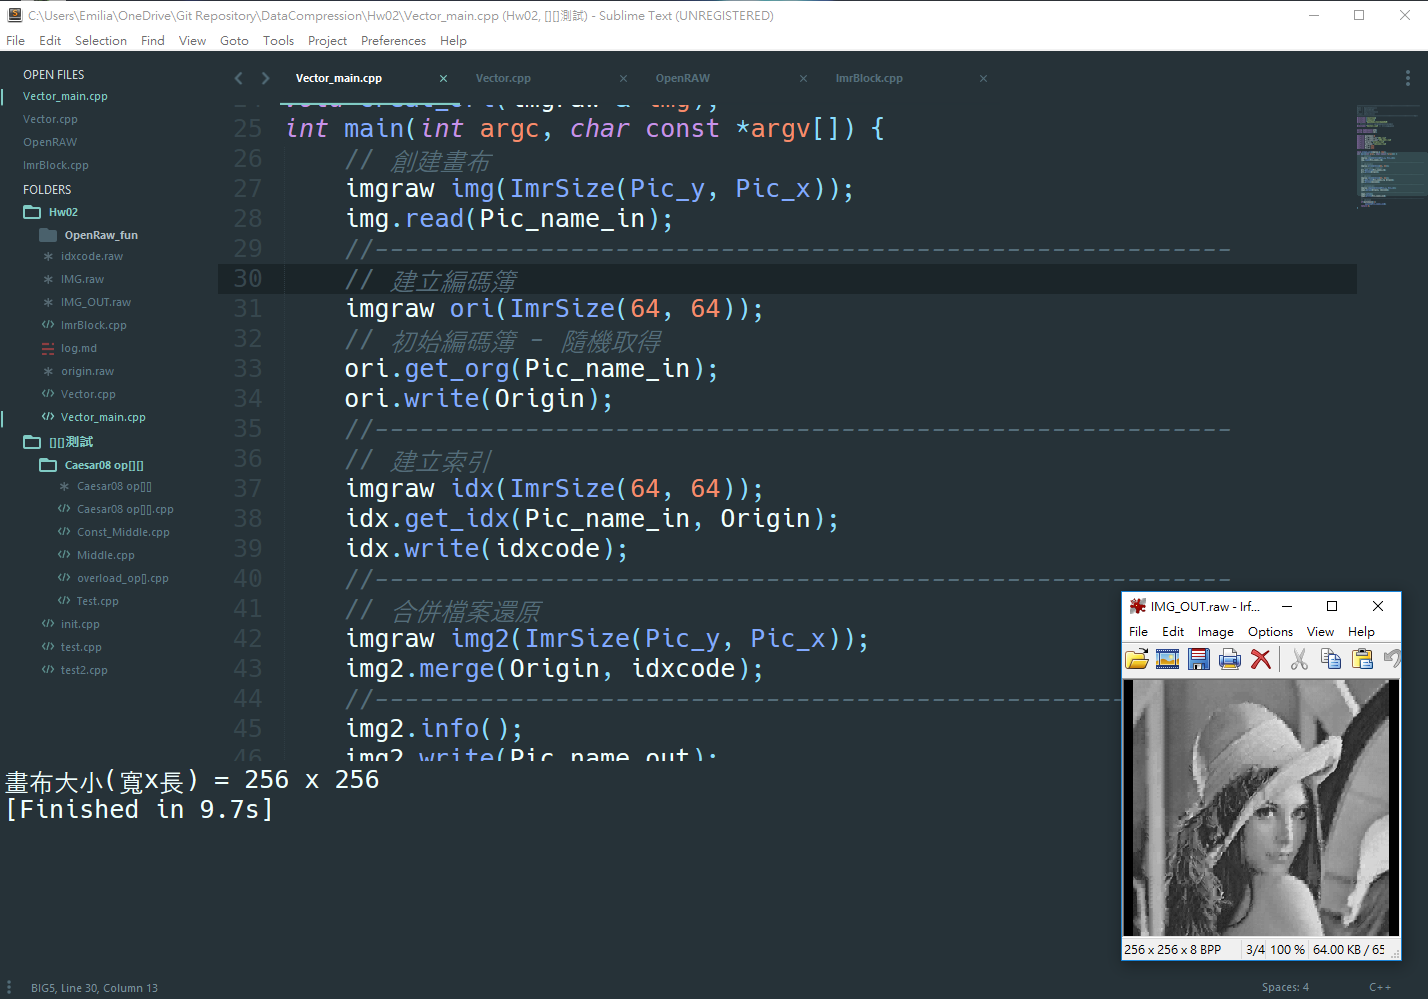 C:\Users\Emilia\OneDrive\Git Repository\DataCompression\Hw02\Vector_main.cpp (Hw02, [][]測試) - Sublime Text (UNREGISTERED)
File Edit Selection Find View Goto Tools Project Preferences Help
OPEN FILES
Vector_main.cpp
Vector.cpp
OpenRAW
ImrBlock.cpp
FOLDERS
Hw02
OpenRaw_fun
idxcode.raw
IMG.raw
IMG_OUT.raw
ImrBlock.cpp
log.md
origin.raw
Vector.cpp
Vector_main.cpp
[][]測試
Caesar08 op[][]
Caesar08 op[][]
Caesar08 op[][].cpp
Const_Middle.cpp
Middle.cpp
overload_op[].cpp
Test.cpp
init.cpp
test.cpp
test2.cpp
Vector_main.cpp Vector.cpp OpenRAW ImrBlock.cpp
25 int main(int argc, char const *argv[]) {
26 // 創建畫布
27 imgraw img(ImrSize(Pic_y, Pic_x));
28 img.read(Pic_name_in);
29 //---------------------------------------------------------
30 // 建立編碼簿
31 imgraw ori(ImrSize(64, 64));
32 // 初始編碼簿 - 隨機取得
33 ori.get_org(Pic_name_in);
34 ori.write(Origin);
35 //---------------------------------------------------------
36 // 建立索引
37 imgraw idx(ImrSize(64, 64));
38 idx.get_idx(Pic_name_in, Origin);
39 idx.write(idxcode);
40 //---------------------------------------------------------
41 // 合併檔案還原
42 imgraw img2(ImrSize(Pic_y, Pic_x));
43 img2.merge(Origin, idxcode);
44 //---------------------------------------------------
45 img2.info();
46 img2.write(Pic_name_out);
畫布大小(寬x長) = 256 x 256
[Finished in 9.7s]
IMG_OUT.raw - Irf...
File Edit Image Options View Help
256 x 256 x 8 BPP 3/4 100 % 64.00 KB / 65
BIG5, Line 30, Column 13
Spaces: 4 C++